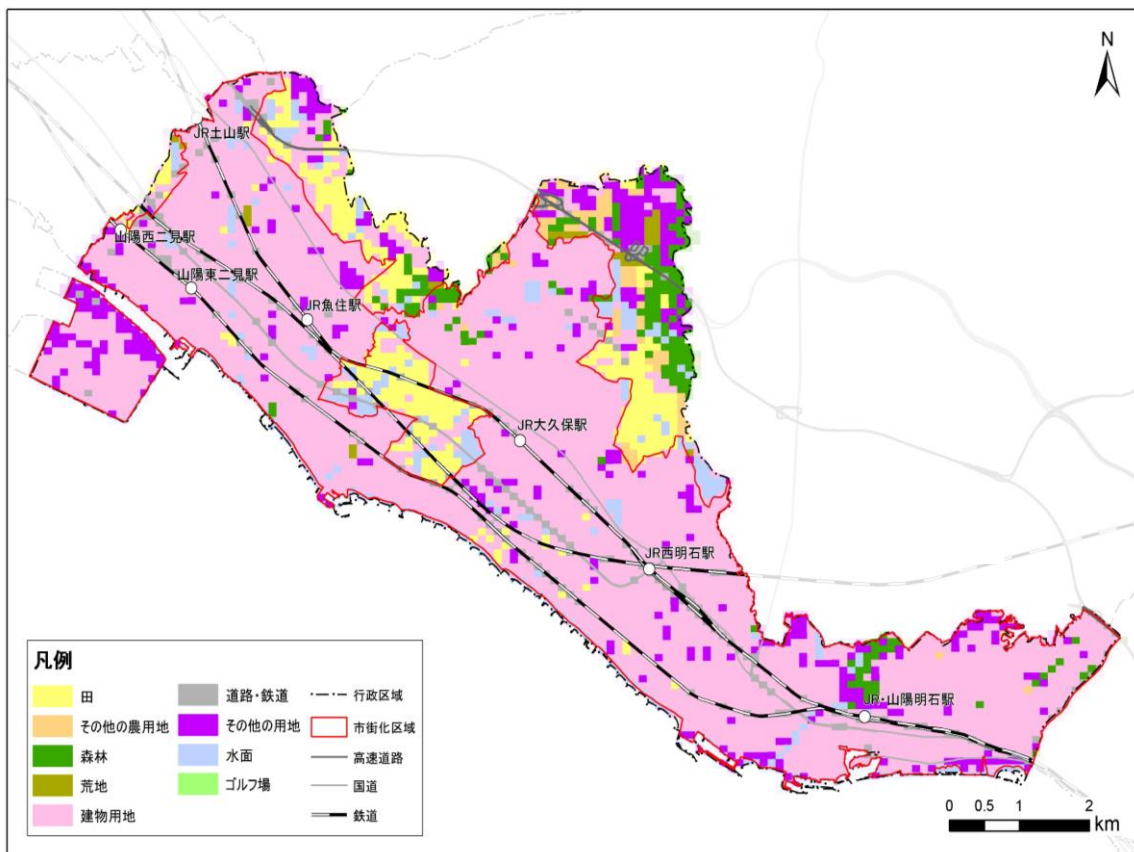 N
JR土山駅
山陽西二見駅
山陽東二見駅
JR魚住駅
JR大久保駅
JR西明石駅
JR・山陽明石駅
凡例
田
その他の農用地
森林
荒地
建物用地
道路・鉄道
その他の用地
水面
ゴルフ場
行政区域
市街化区域
高速道路
国道
鉄道
0 0.5 1 2
km